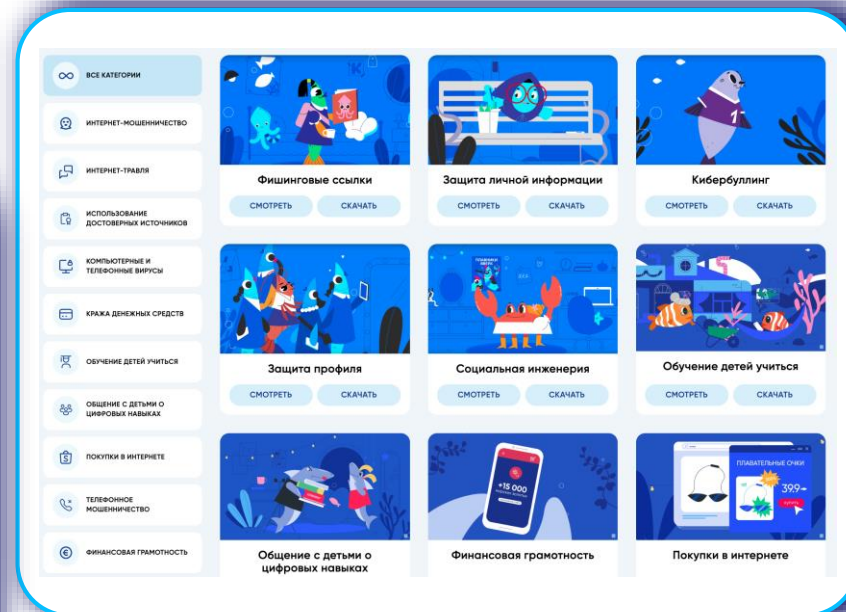 ВСЕ КАТЕГОРИИ
ИНТЕРНЕТ-МОШЕННИЧЕСТВО
ИНТЕРНЕТ-ТРАВЛЯ
ИСПОЛЬЗОВАНИЕ
ДОСТОВЕРНЫХ ИСТОЧНИКОВ
КОМПЬЮТЕРНЫЕ И
ТЕЛЕФОННЫЕ ВИРУСЫ
КРАЖА ДЕНЕЖНЫХ СРЕДСТВ
ОБУЧЕНИЕ ДЕТЕЙ УЧИТЬСЯ
ОБЩЕНИЕ С ДЕТЬМИ О
ЦИФРОВЫХ НАВЫКАХ
ПОКУПКИ В ИНТЕРНЕТЕ
ТЕЛЕФОННОЕ
МОШЕННИЧЕСТВО
ФИНАНСОВАЯ ГРАМОТНОСТЬ
Фишинговые ссылки
СМОТРЕТЬ СКАЧАТЬ
Защита личной информации
СМОТРЕТЬ СКАЧАТЬ
1
Кибербуллинг
СМОТРЕТЬ СКАЧАТЬ
Защита профиля
СМОТРЕТЬ СКАЧАТЬ
Социальная инженерия
СМОТРЕТЬ СКАЧАТЬ
Обучение детей учиться
СМОТРЕТЬ СКАЧАТЬ
Общение с детьми о
цифровых навыках
+15 000
Финансовая грамотность
ПЛАВАТЕЛЬНЫЕ ОЧКИ
399
КУПИТЬ
Покупки в интернете